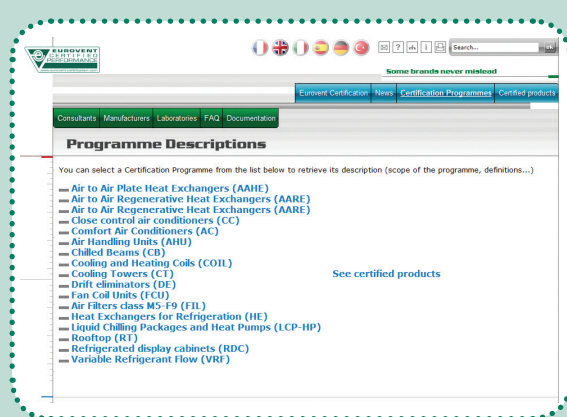 EUROVENT
CERTIFIED
PERFORMANCE
Search...
ok
Some brands never mislead
Eurovent Certification News Certification Programmes Certified products
Consultants Manufacturers Laboratories FAQ Documentation
Programme Descriptions
You can select a Certification Programme from the list below to retrieve its description (scope of the programme, definitions...)
Air to Air Plate Heat Exchangers (AAHE)
Air to Air Regenerative Heat Exchangers (AARE)
Air to Air Regenerative Heat Exchangers (AARE)
Close control air conditioners (CC)
Comfort Air Conditioners (AC)
Air Handling Units (AHU)
Chilled Beams (CB)
Cooling and Heating Coils (COIL)
Cooling Towers (CT) See certified products
Drift eliminators (DE)
Fan Coil Units (FCU)
Air Filters class M5-F9 (FIL)
Heat Exchangers for Refrigeration (HE)
Liquid Chilling Packages and Heat Pumps (LCP-HP)
Rooftop (RT)
Refrigerated display cabinets (RDC)
Variable Refrigerant Flow (VRF)